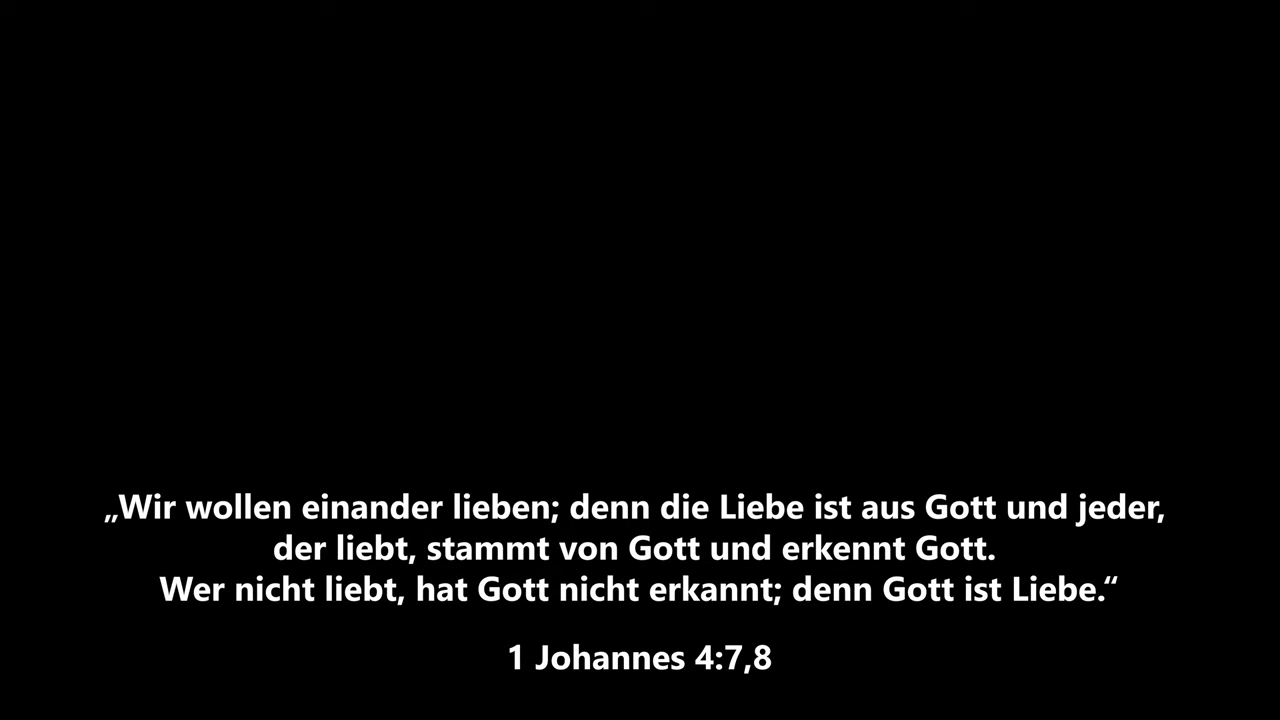 „Wir wollen einander lieben; denn die Liebe ist aus Gott und jeder,
der liebt, stammt von Gott und erkennt Gott.
Wer nicht liebt, hat Gott nicht erkannt; denn Gott ist Liebe.“
1 Johannes 4:7,8